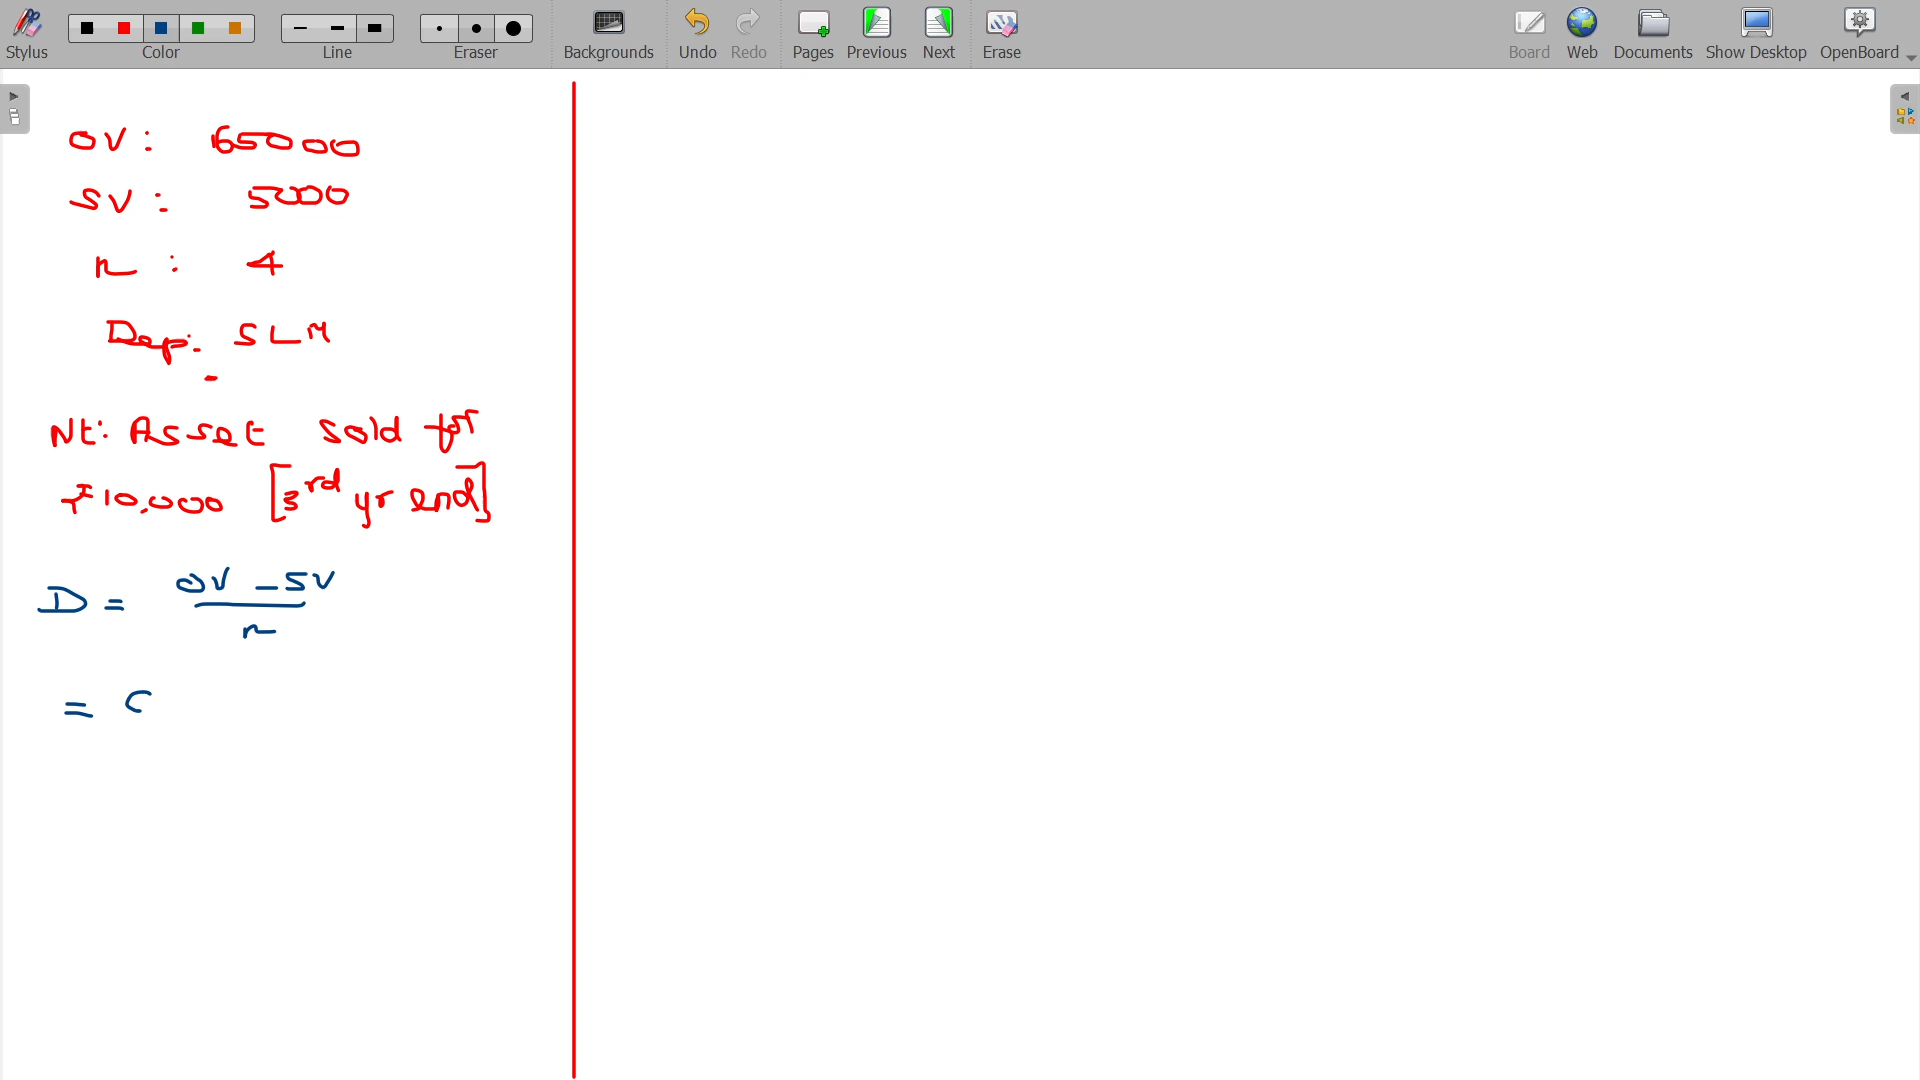 Stylus Color Line Eraser Backgrounds Undo Redo Pages Previous Next Erase Board Web Documents Show Desktop OpenBoard
OV : 65000
SV : 5000
n : 4
Dep: SLM
Nt: Asset sold for
₹10,000 [3rd yr end]
D = OV - SV
n
=